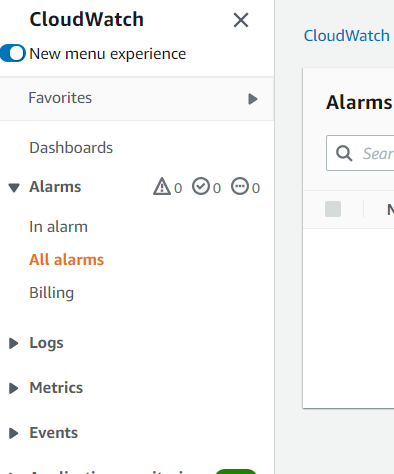 CloudWatch
New menu experience
Favorites
Dashboards
Alarms 0 0 0
In alarm
All alarms
Billing
Logs
Metrics
Events
CloudWatch
Alarms